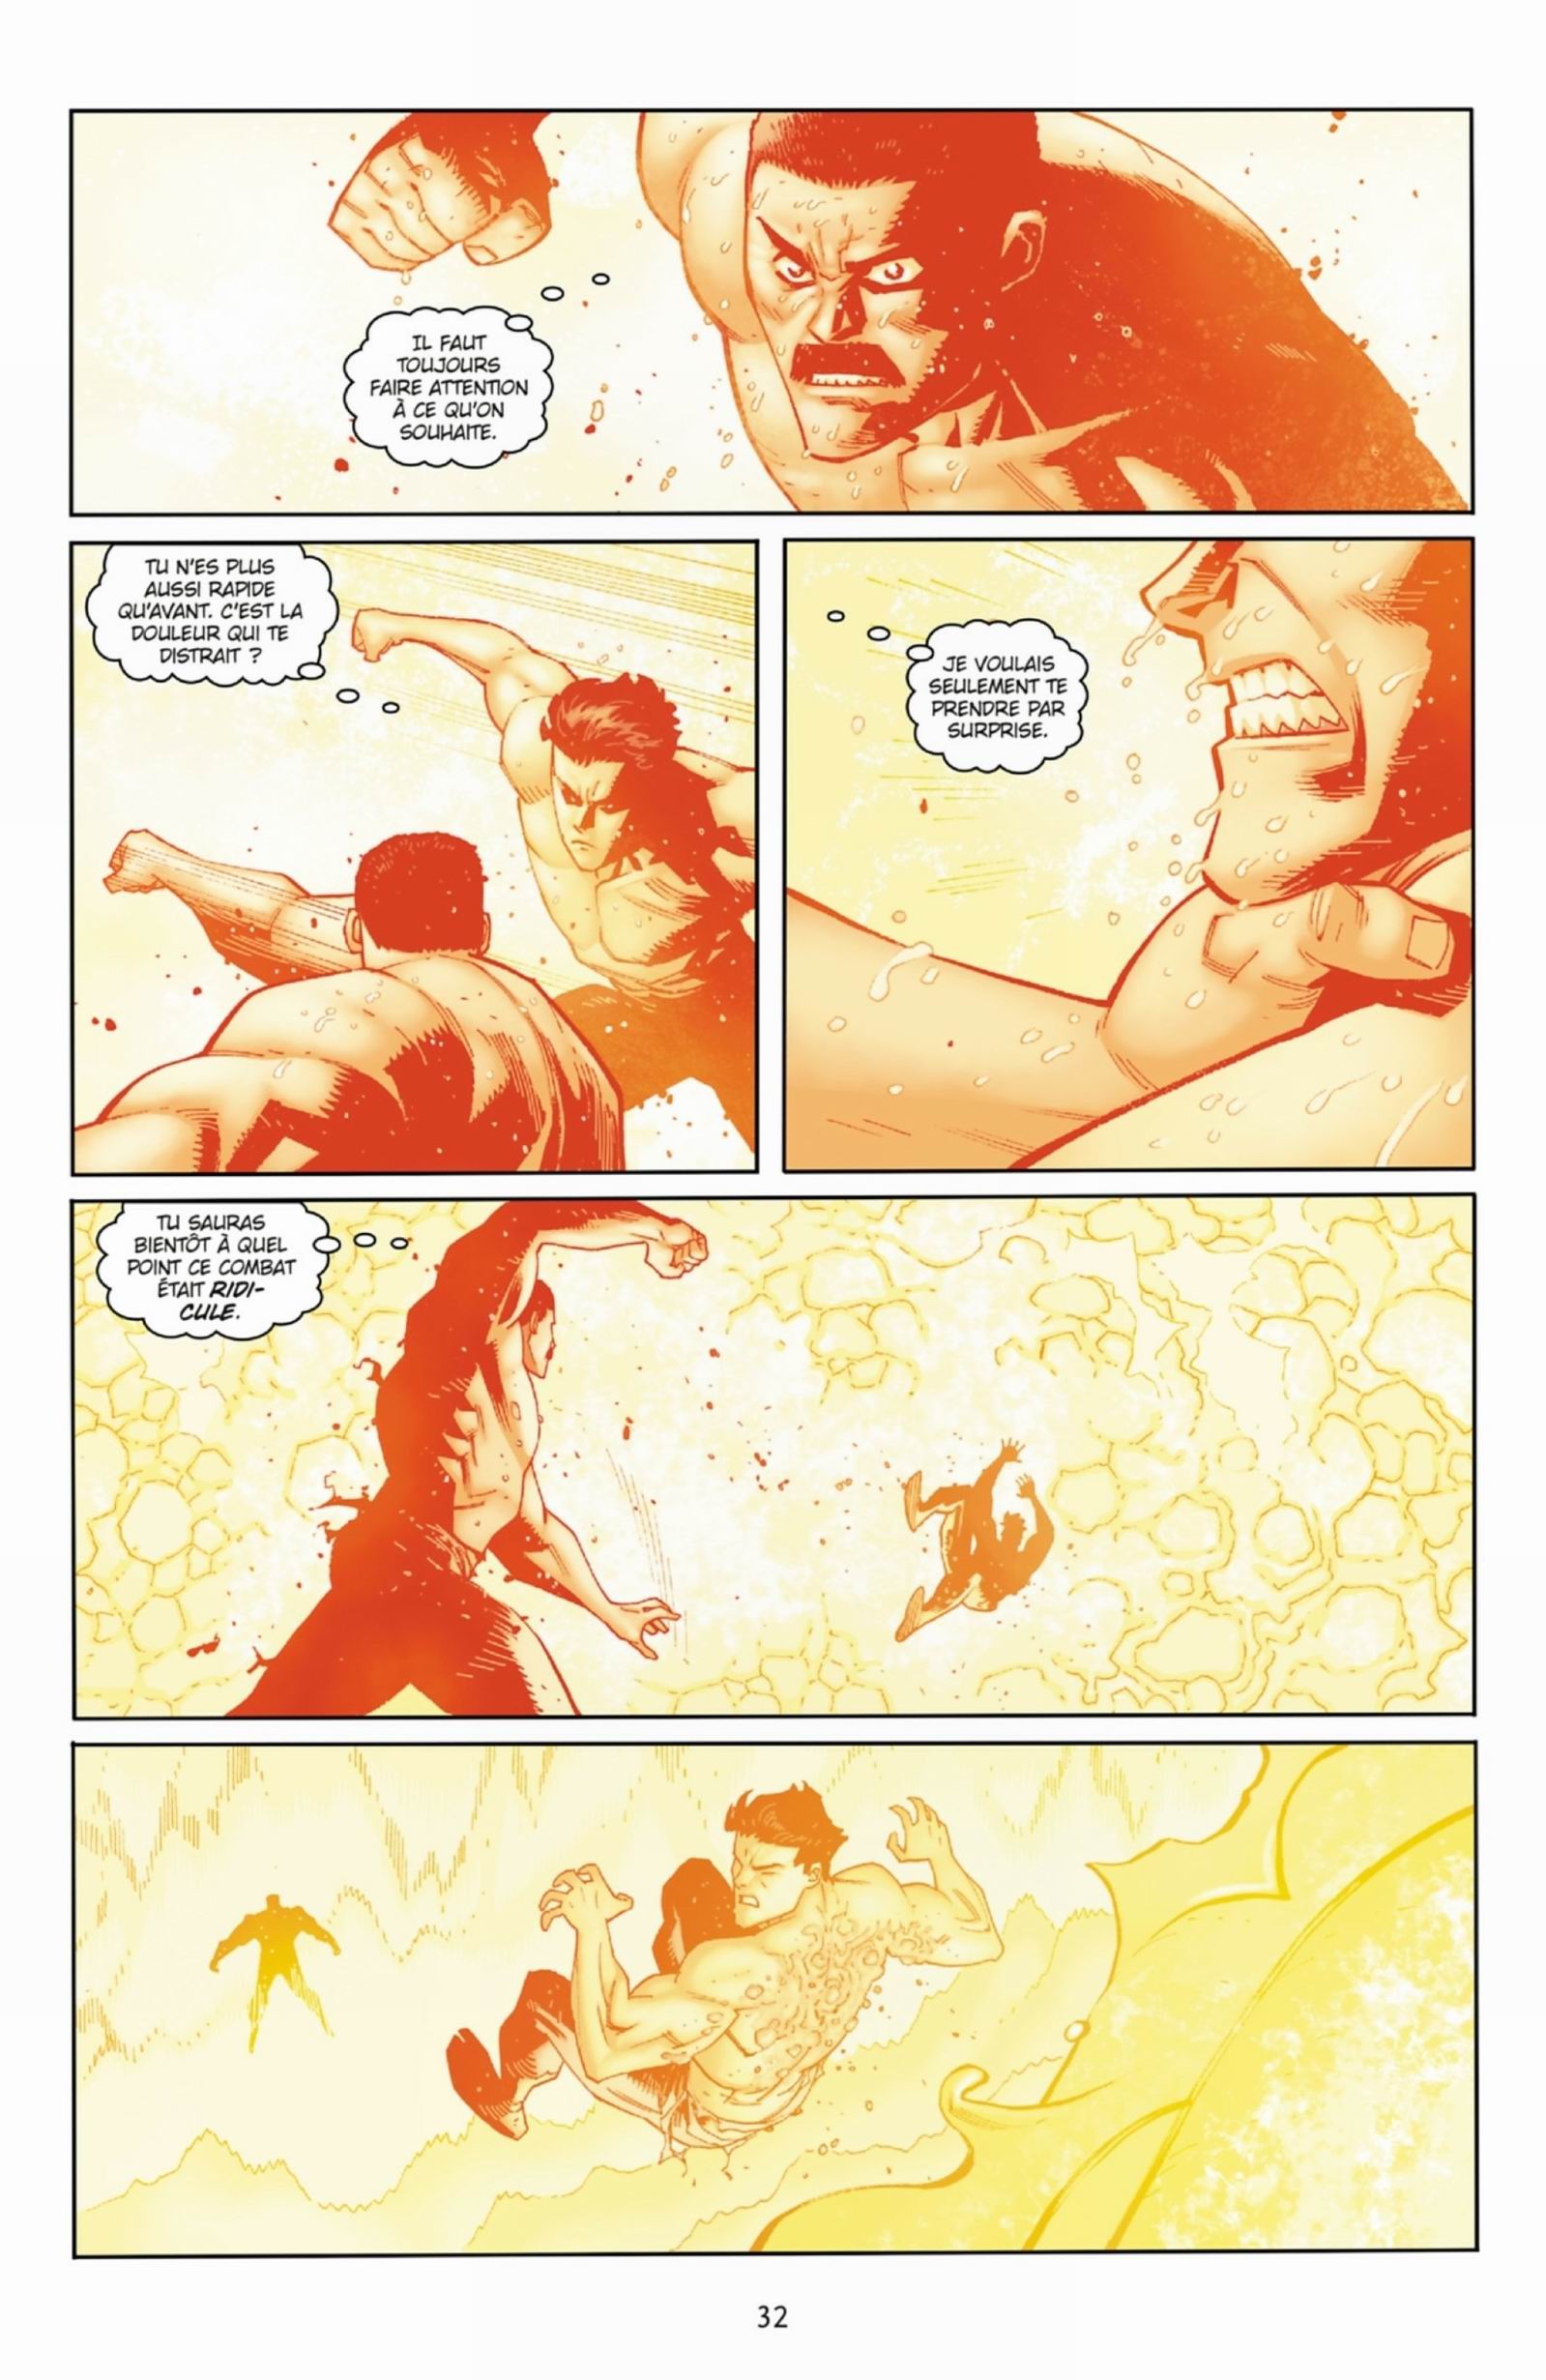 IL FAUT
TOUJOURS
FAIRE ATTENTION
À CE QU'ON
SOUHAITE.
TU N'ES PLUS
AUSSI RAPIDE
QU'AVANT. C'EST LA
DOULEUR QUI TE
DISTRAIT ?
JE VOULAIS
SEULEMENT TE
PRENDRE PAR
SURPRISE.
TU SAURAS
BIENTÔT À QUEL
POINT CE COMBAT
ÉTAIT RIDI-
CULE.
32